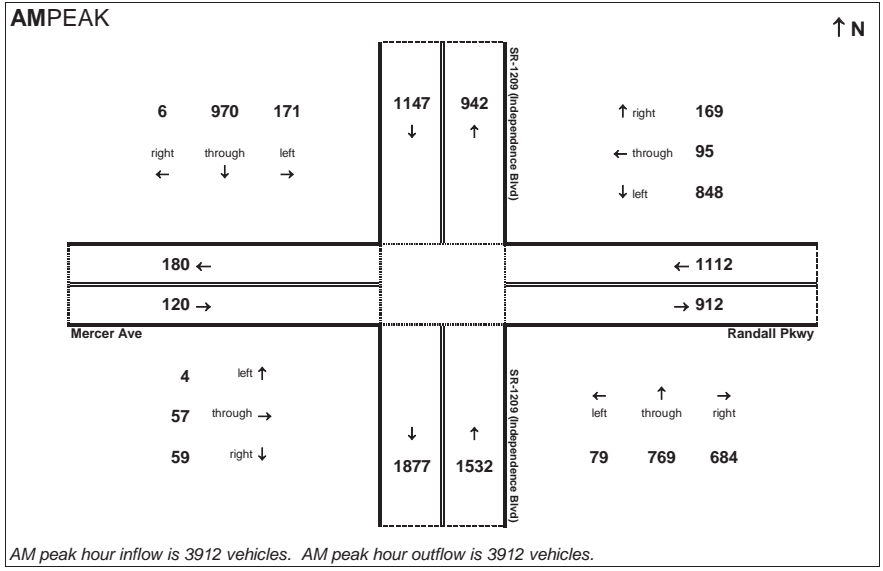 AM PEAK
↑ N
6 970 171
right through left
← ↓ →
1147 942
↓ ↑
SR-1209 (Independence Blvd)
↑ right 169
← through 95
↓ left 848
180 ←
← 1112
120 →
→ 912
Mercer Ave
Randall Pkwy
4 left ↑
57 through →
59 right ↓
↓ ↑
1877 1532
SR-1209 (Independence Blvd)
← ↑ →
left through right
79 769 684
AM peak hour inflow is 3912 vehicles. AM peak hour outflow is 3912 vehicles.